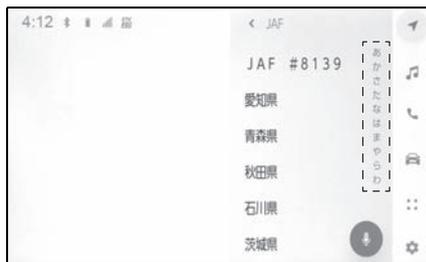 4:12
< JAF
JAF #8139
愛知県
青森県
秋田県
石川県
茨城県
あ
か
さ
た
な
は
ま
や
ら
わ